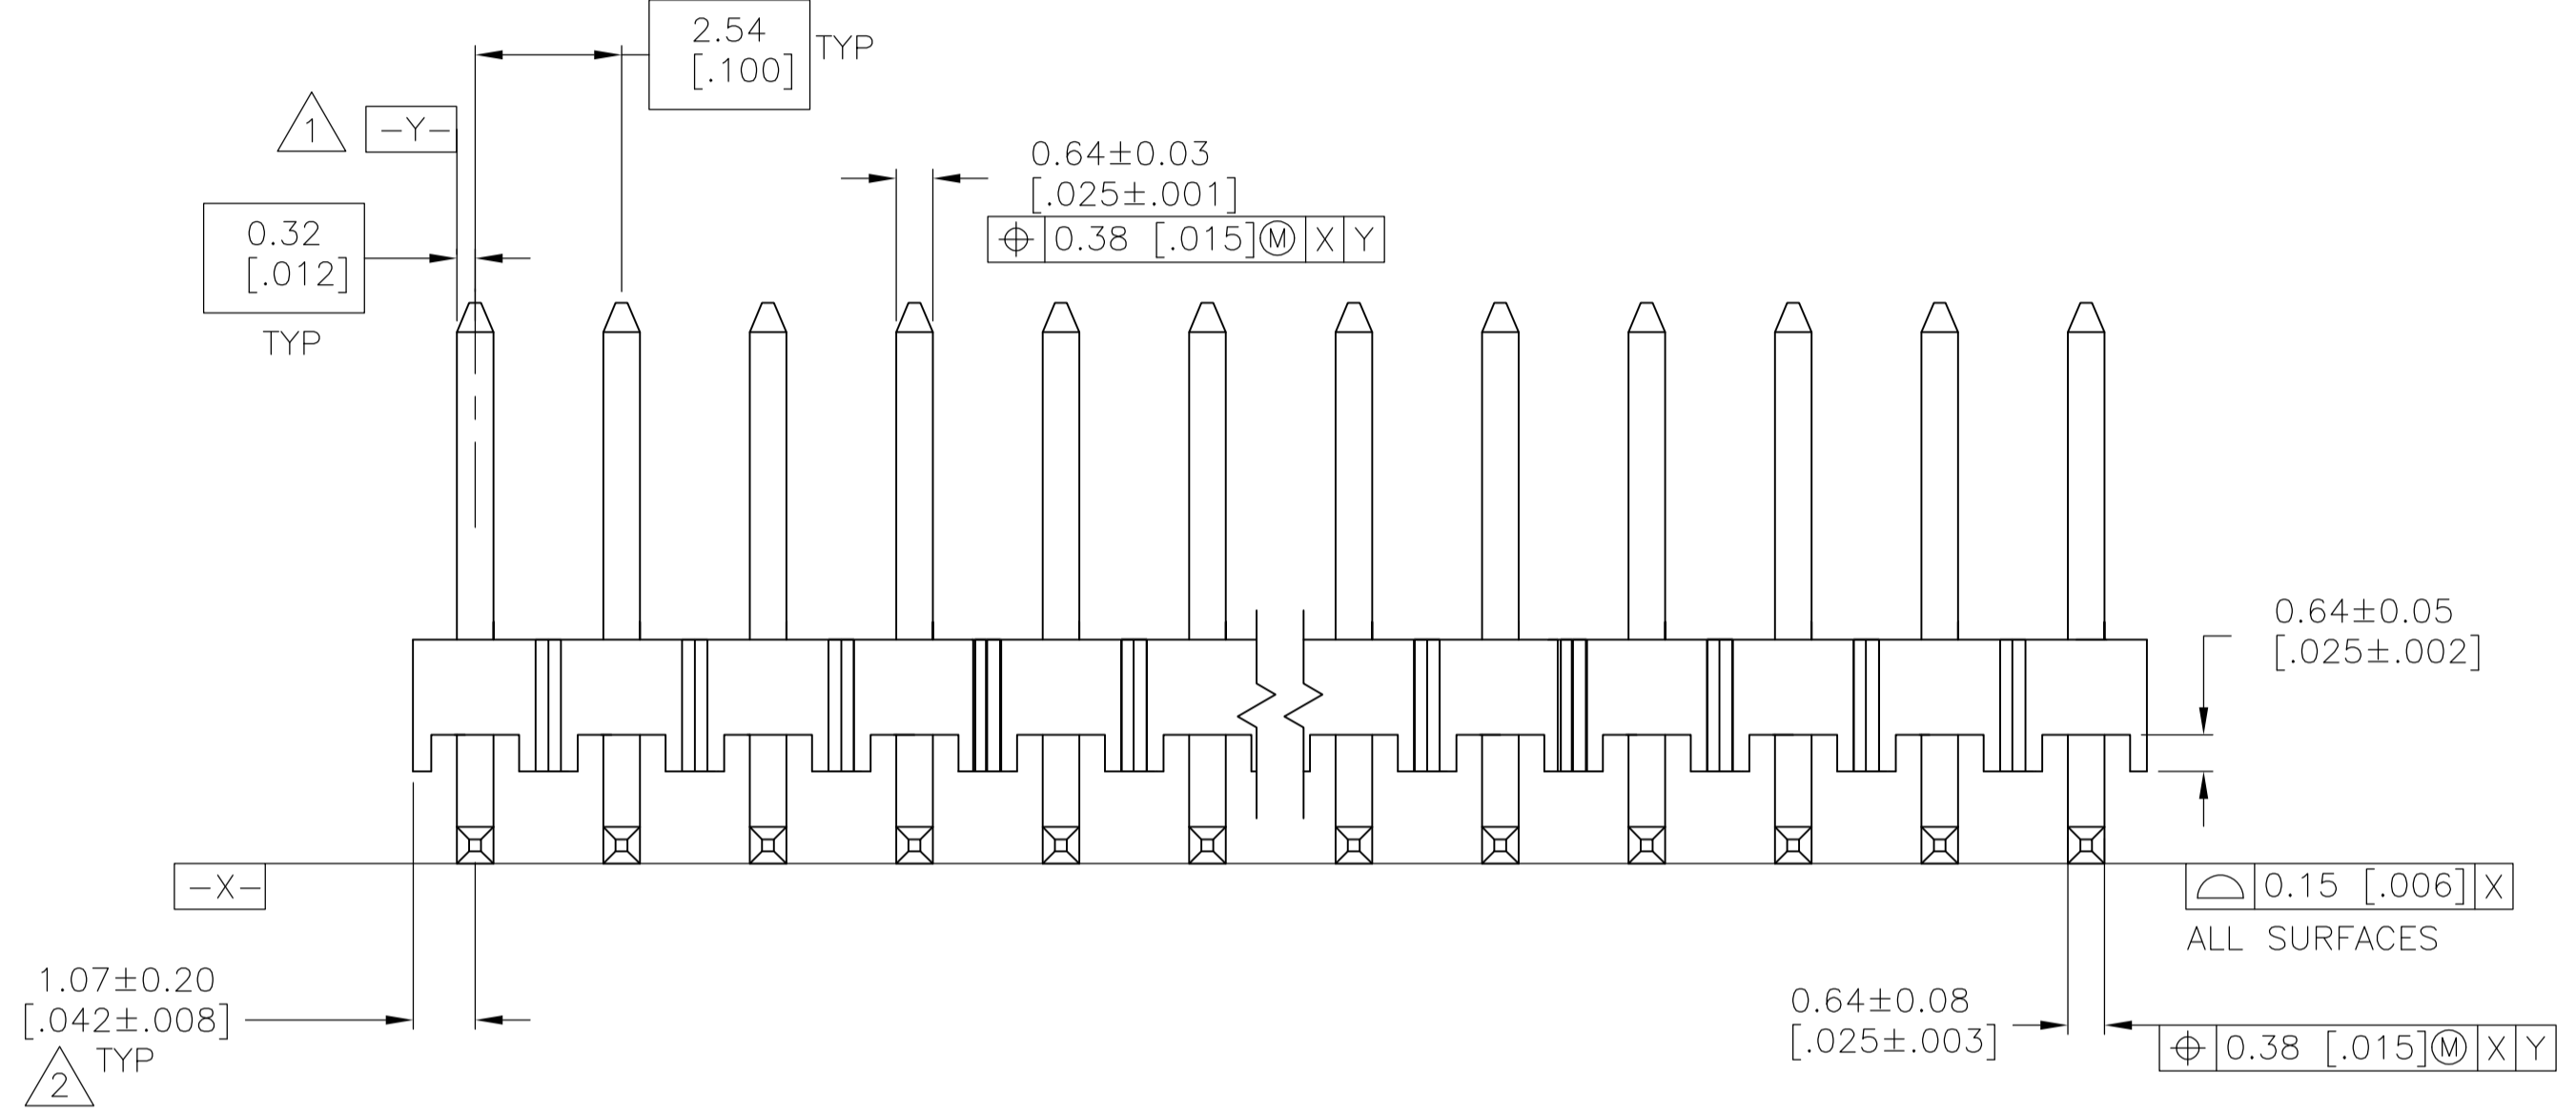 2.54
[.100]
TYP
1
-Y-
0.64±0.03
[.025±.001]
⌖ 0.38 [.015]Ⓜ X Y
0.32
[.012]
TYP
0.64±0.05
[.025±.002]
-X-
⌓ 0.15 [.006] X
ALL SURFACES
1.07±0.20
[.042±.008]
TYP
2
0.64±0.08
[.025±.003]
⌖ 0.38 [.015]Ⓜ X Y